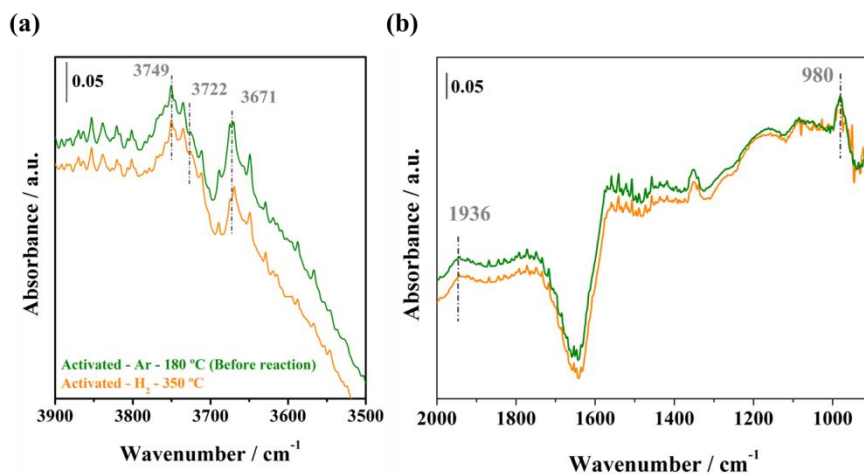 (a)
0.05
3749
3722
3671
Absorbance / a.u.
Activated - Ar - 180 °C (Before reaction)
Activated - H₂ - 350 °C
3900 3800 3700 3600 3500
Wavenumber / cm⁻¹
(b)
0.05
980
1936
Absorbance / a.u.
2000 1800 1600 1400 1200 1000
Wavenumber / cm⁻¹